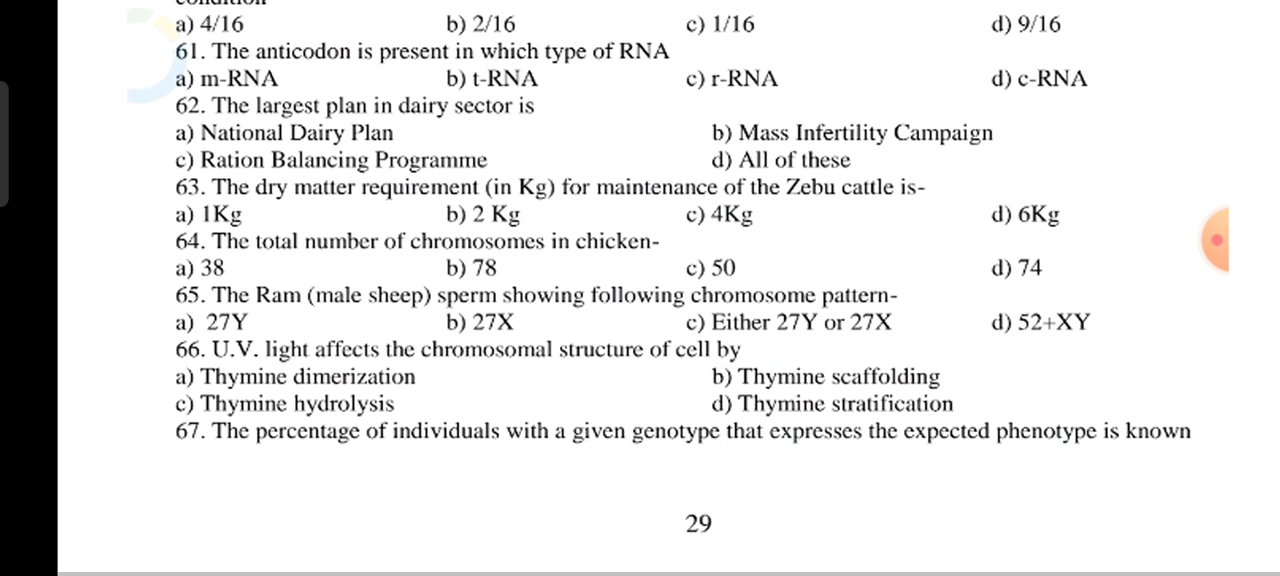 a) 4/16 b) 2/16 c) 1/16 d) 9/16
61. The anticodon is present in which type of RNA
a) m-RNA b) t-RNA c) r-RNA d) c-RNA
62. The largest plan in dairy sector is
a) National Dairy Plan b) Mass Infertility Campaign
c) Ration Balancing Programme d) All of these
63. The dry matter requirement (in Kg) for maintenance of the Zebu cattle is-
a) 1Kg b) 2 Kg c) 4Kg d) 6Kg
64. The total number of chromosomes in chicken-
a) 38 b) 78 c) 50 d) 74
65. The Ram (male sheep) sperm showing following chromosome pattern-
a) 27Y b) 27X c) Either 27Y or 27X d) 52+XY
66. U.V. light affects the chromosomal structure of cell by
a) Thymine dimerization b) Thymine scaffolding
c) Thymine hydrolysis d) Thymine stratification
67. The percentage of individuals with a given genotype that expresses the expected phenotype is known
29